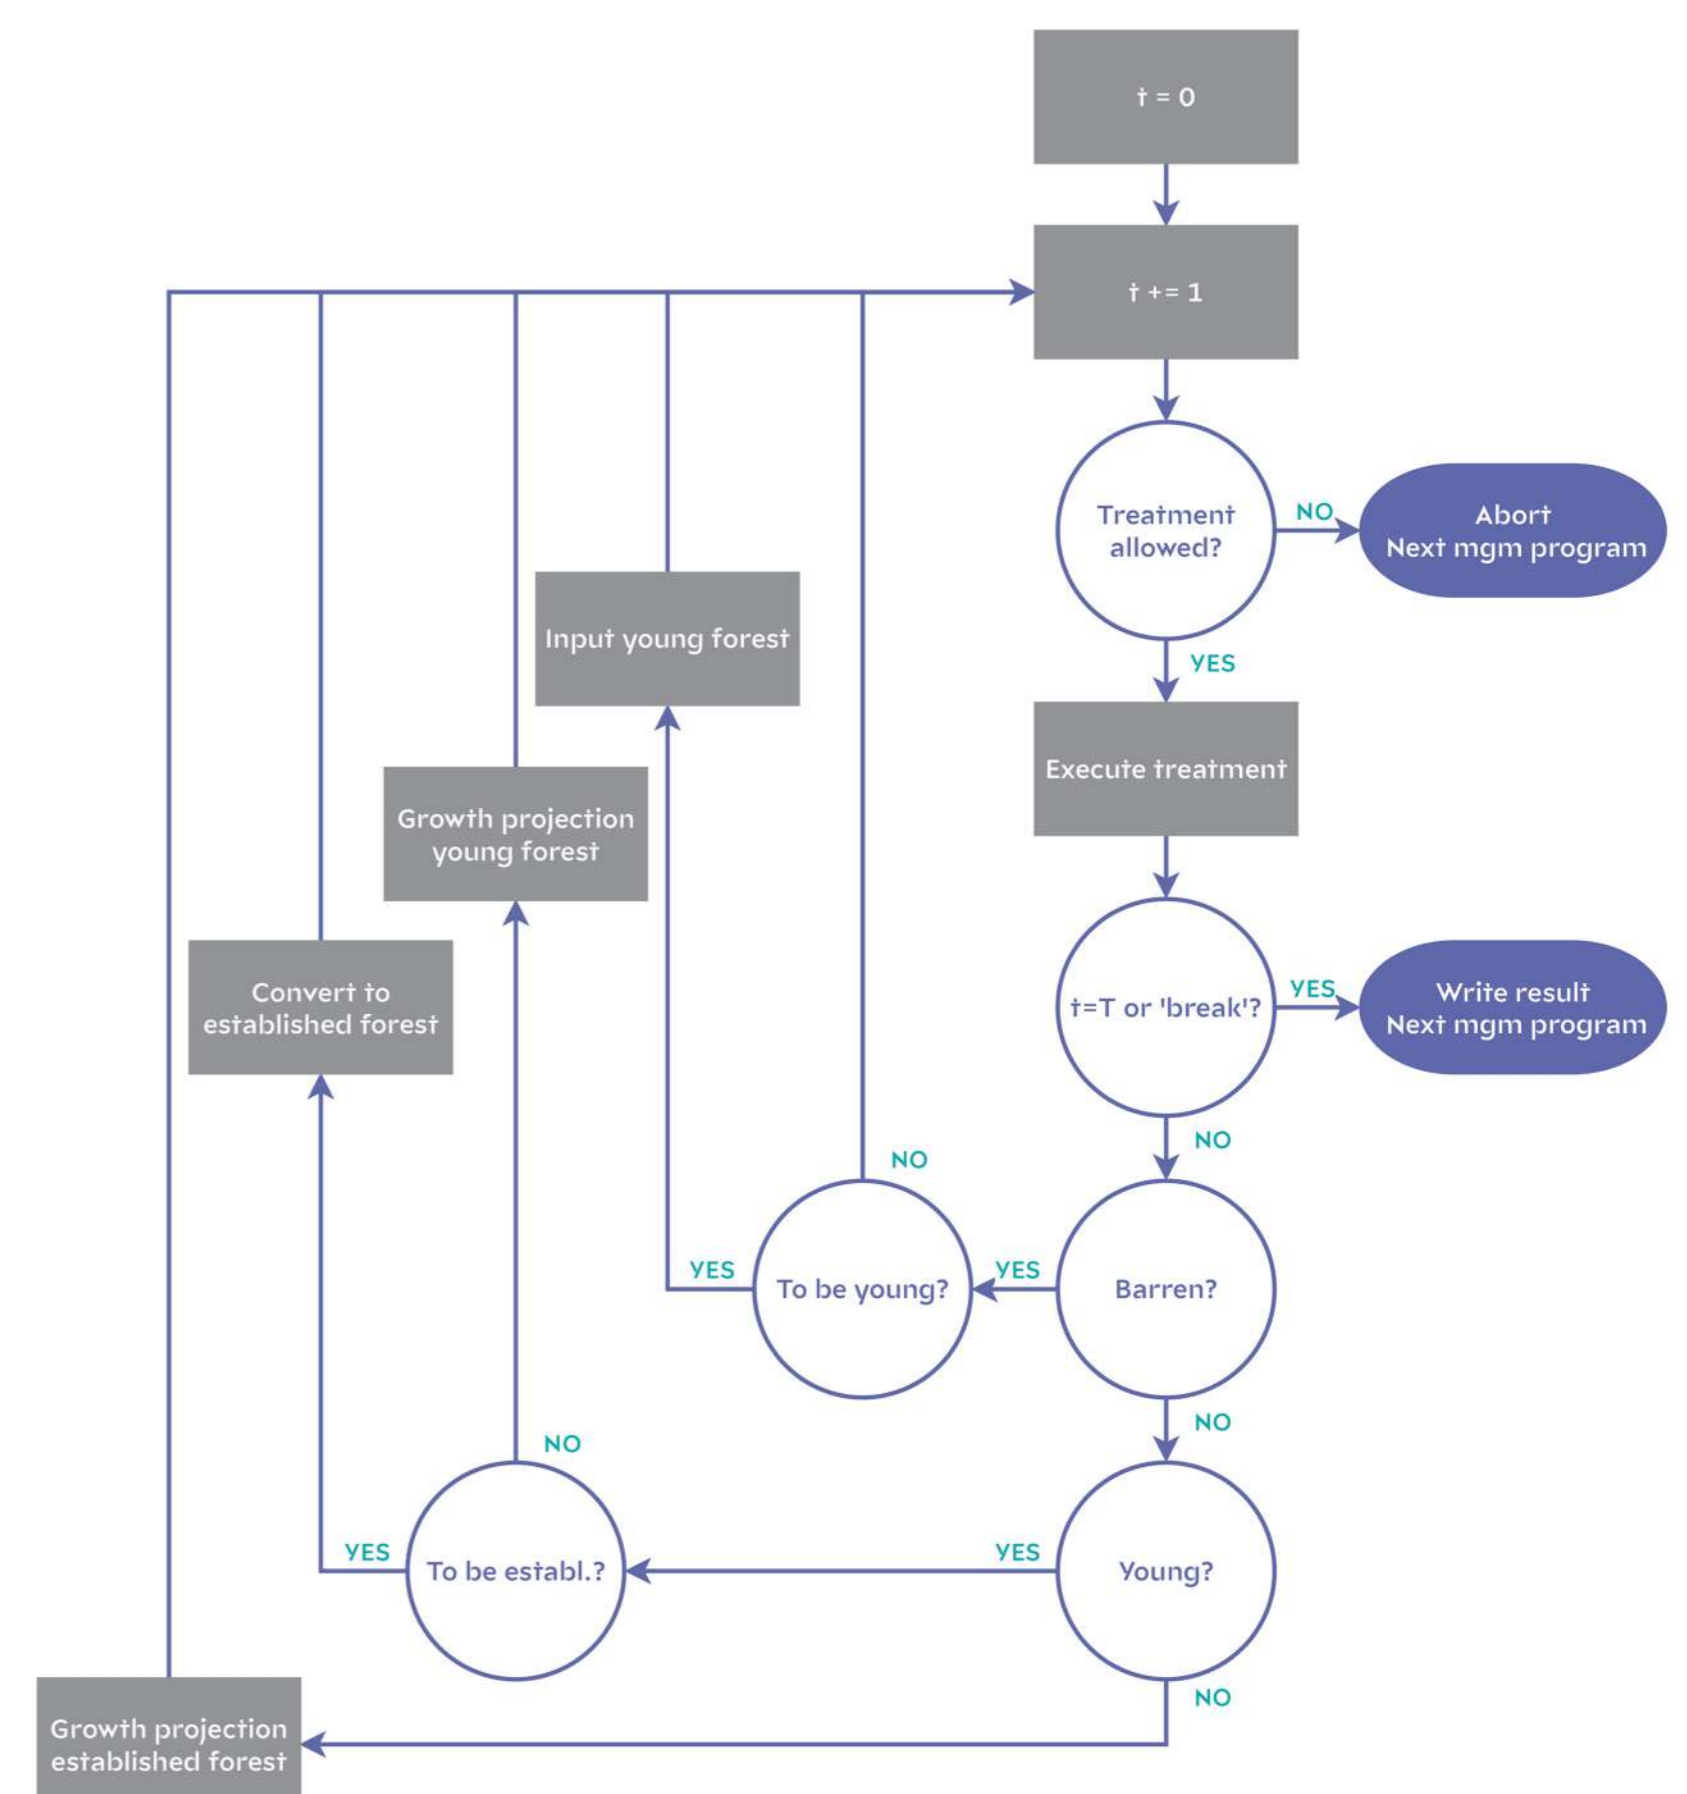 t = 0
t += 1
Treatment
allowed?
NO
Abort
Next mgm program
YES
Input young forest
Execute treatment
Growth projection
young forest
Convert to
established forest
t=T or 'break'?
YES
Write result
Next mgm program
NO
NO
YES
To be young?
YES
Barren?
NO
NO
YES
To be establ.?
YES
Young?
NO
Growth projection
established forest